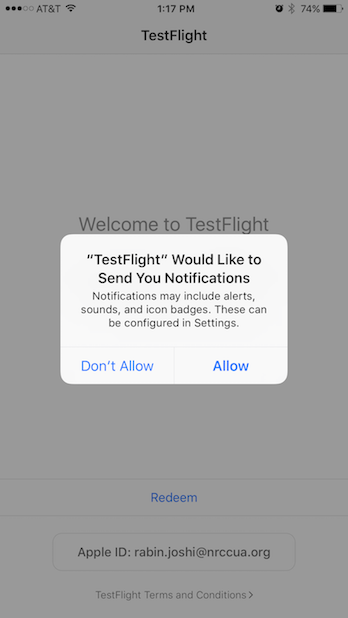 AT&T 1:17 PM 74%
TestFlight
Welcome to TestFlight
“TestFlight“ Would Like to
Send You Notifications
Notifications may include alerts,
sounds, and icon badges. These can
be configured in Settings.
Don’t Allow Allow
Redeem
Apple ID: rabin.joshi@nrccua.org
TestFlight Terms and Conditions >